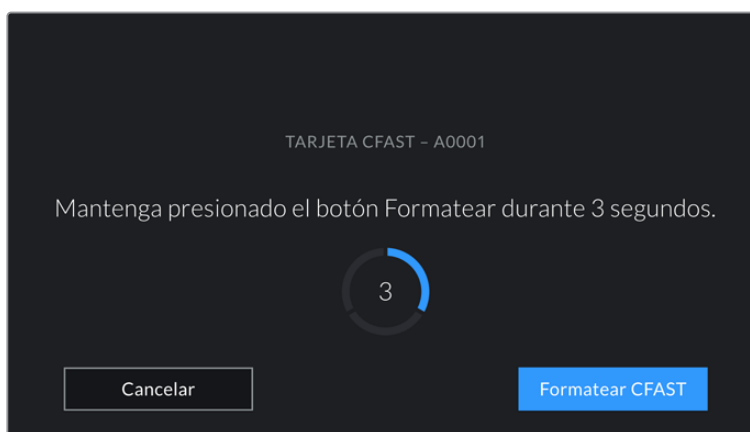 TARJETA CFAST – A0001
Mantenga presionado el botón Formatear durante 3 segundos.
3
Cancelar
Formatear CFAST